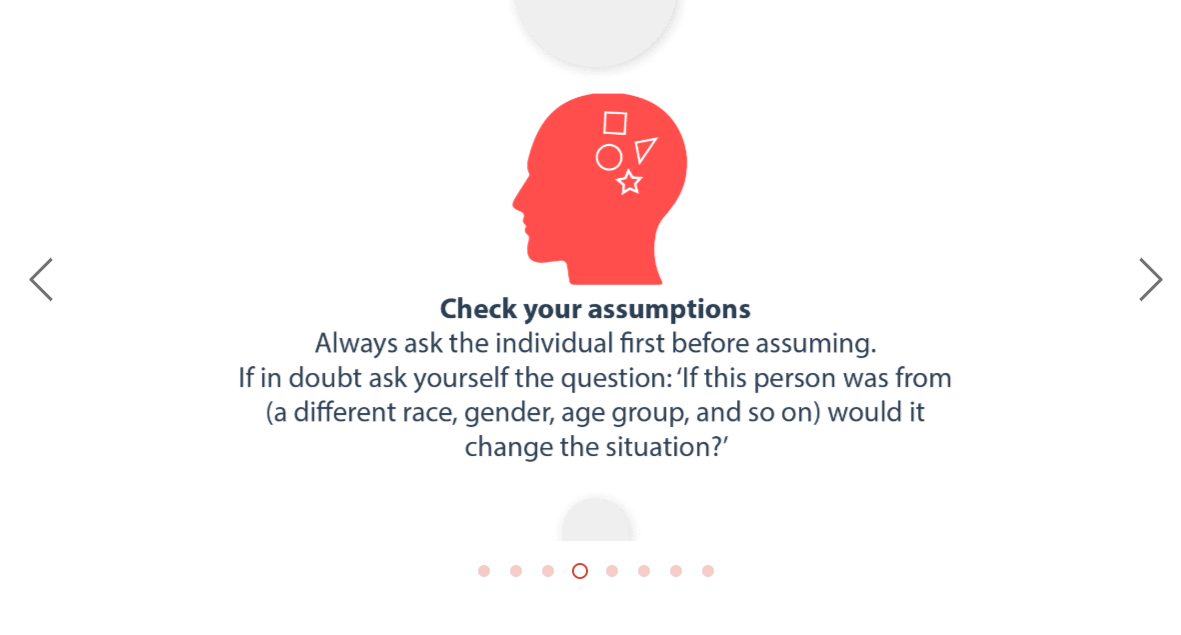 Check your assumptions
Always ask the individual first before assuming.
If in doubt ask yourself the question: ‘If this person was from
(a different race, gender, age group, and so on) would it
change the situation?’